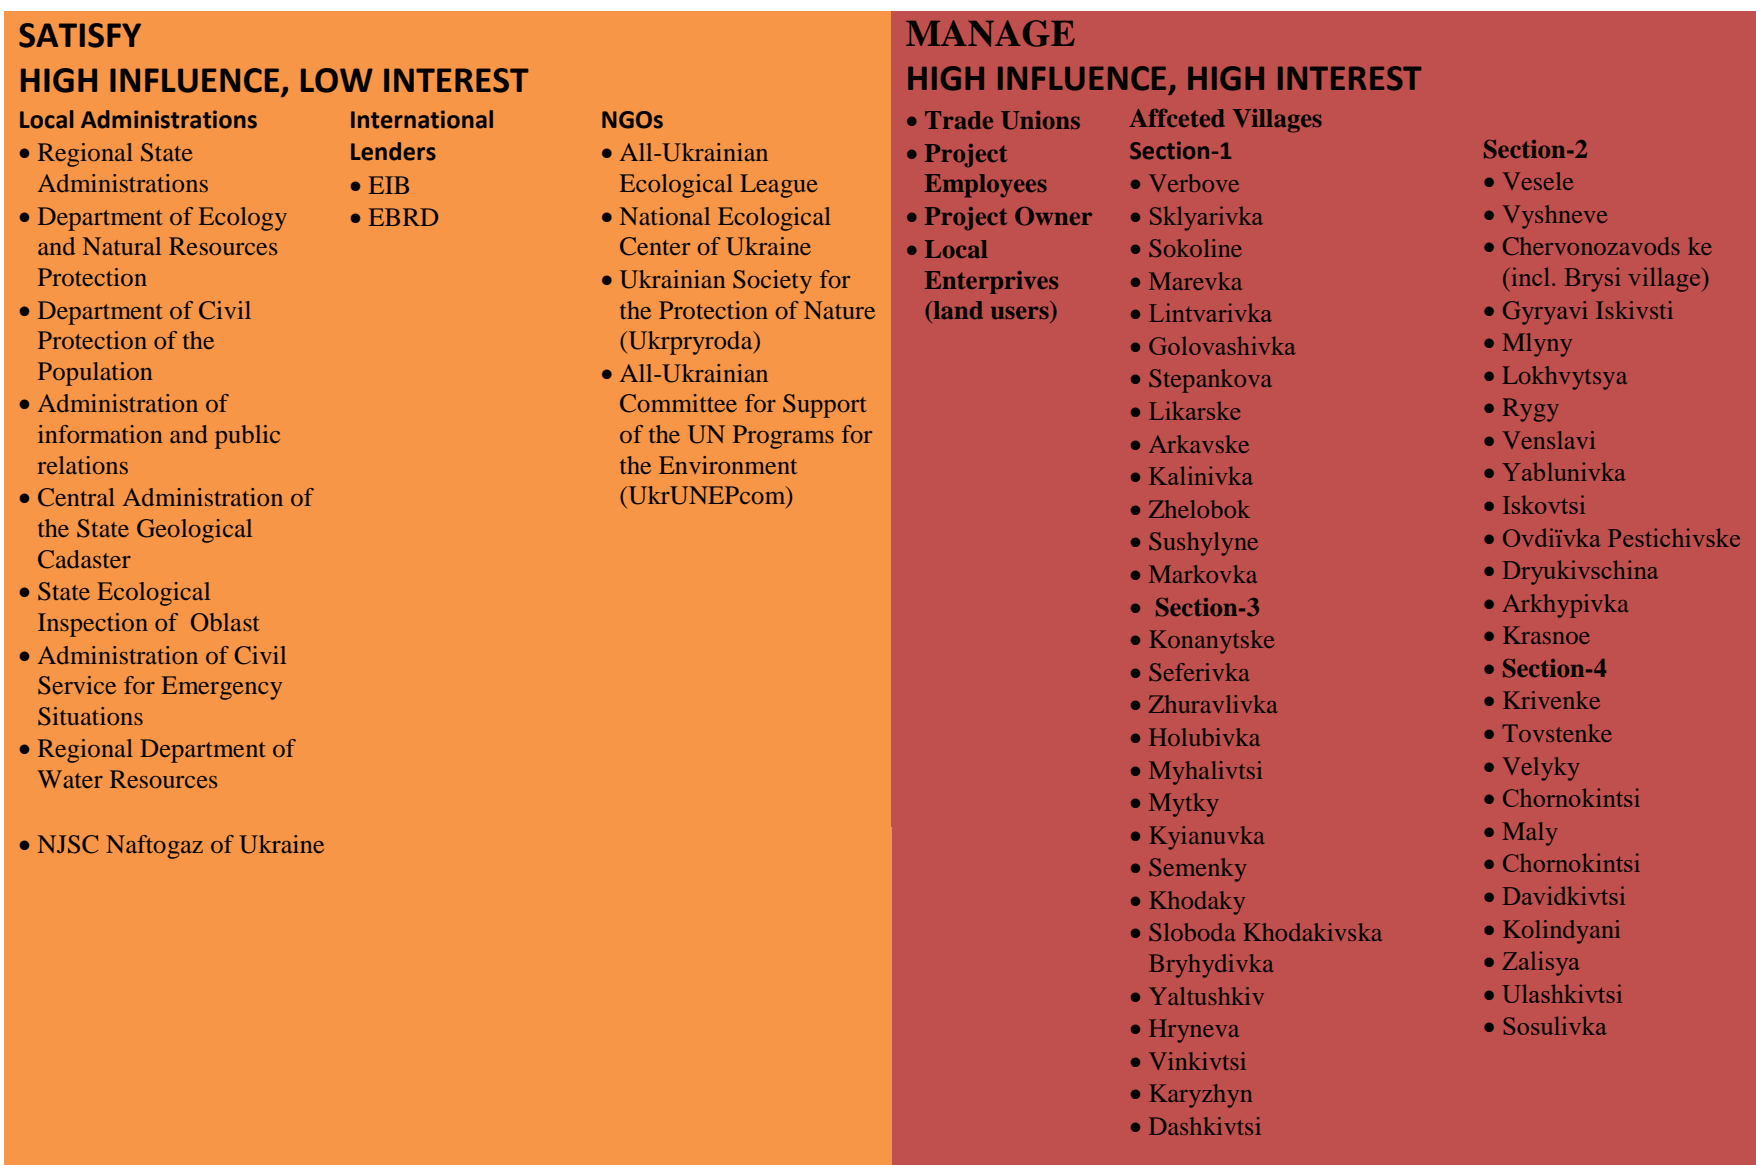 SATISFY
HIGH INFLUENCE, LOW INTEREST
Local Administrations
• Regional State
Administrations
• Department of Ecology
and Natural Resources
Protection
• Department of Civil
Protection of the
Population
• Administration of
information and public
relations
• Central Administration of
the State Geological
Cadaster
• State Ecological
Inspection of Oblast
• Administration of Civil
Service for Emergency
Situations
• Regional Department of
Water Resources
• NJSC Naftogaz of Ukraine
International
Lenders
• EIB
• EBRD
NGOs
• All-Ukrainian
Ecological League
• National Ecological
Center of Ukraine
• Ukrainian Society for
the Protection of Nature
(Ukrpryroda)
• All-Ukrainian
Committee for Support
of the UN Programs for
the Environment
(UkrUNEPcom)
MANAGE
HIGH INFLUENCE, HIGH INTEREST
• Trade Unions
• Project
Employees
• Project Owner
• Local
Enterprives
(land users)
Affceted Villages
Section-1
• Verbove
• Sklyarivka
• Sokoline
• Marevka
• Lintvarivka
• Golovashivka
• Stepankova
• Likarske
• Arkavske
• Kalinivka
• Zhelobok
• Sushylyne
• Markovka
• Section-3
• Konanytske
• Seferivka
• Zhuravlivka
• Holubivka
• Myhalivtsi
• Mytky
• Kyianuvka
• Semenky
• Khodaky
• Sloboda Khodakivska
Bryhydivka
• Yaltushkiv
• Hryneva
• Vinkivtsi
• Karyzhyn
• Dashkivtsi
Section-2
• Vesele
• Vyshneve
• Chervonozavods ke
(incl. Brysi village)
• Gyryavi Iskivsti
• Mlyny
• Lokhvytsya
• Rygy
• Venslavi
• Yablunivka
• Iskovtsi
• Ovdiïvka Pestichivske
• Dryukivschina
• Arkhypivka
• Krasnoe
• Section-4
• Krivenke
• Tovstenke
• Velyky
• Chornokintsi
• Maly
• Chornokintsi
• Davidkivtsi
• Kolindyani
• Zalisya
• Ulashkivtsi
• Sosulivka